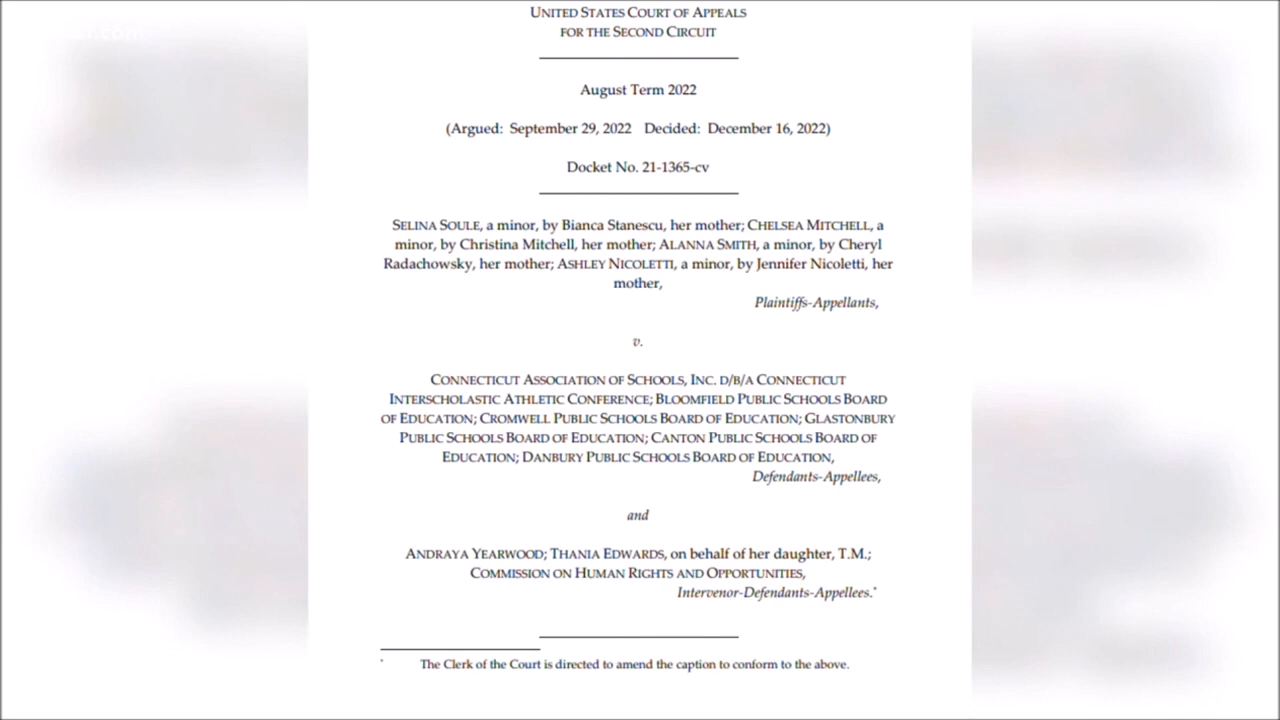 UNITED STATES COURT OF APPEALS
FOR THE SECOND CIRCUIT
August Term 2022
(Argued: September 29, 2022 Decided: December 16, 2022)
Docket No. 21-1365-cv
SELINA SOULE, a minor, by Bianca Stanescu, her mother; CHELSEA MITCHELL, a
minor, by Christina Mitchell, her mother; ALANNA SMITH, a minor, by Cheryl
Radachowsky, her mother; ASHLEY NICOLETTI, a minor, by Jennifer Nicoletti, her
mother,
Plaintiffs-Appellants,
v.
CONNECTICUT ASSOCIATION OF SCHOOLS, INC. D/B/A CONNECTICUT
INTERSCHOLASTIC ATHLETIC CONFERENCE; BLOOMFIELD PUBLIC SCHOOLS BOARD
OF EDUCATION; CROMWELL PUBLIC SCHOOLS BOARD OF EDUCATION; GLASTONBURY
PUBLIC SCHOOLS BOARD OF EDUCATION; CANTON PUBLIC SCHOOLS BOARD OF
EDUCATION; DANBURY PUBLIC SCHOOLS BOARD OF EDUCATION,
Defendants-Appellees,
and
ANDRAYA YEARWOOD; THANIA EDWARDS, on behalf of her daughter, T.M.;
COMMISSION ON HUMAN RIGHTS AND OPPORTUNITIES,
Intervenor-Defendants-Appellees.*
* The Clerk of the Court is directed to amend the caption to conform to the above.